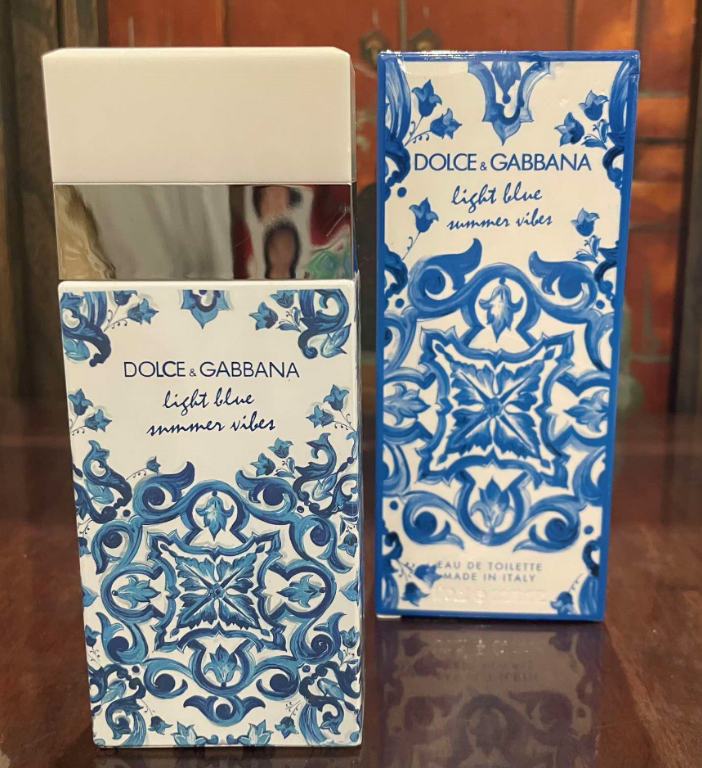 DOLCE & GABBANA
light blue
summer vibes
DOLCE & GABBANA
light blue
summer vibes
EAU DE TOILETTE
MADE IN ITALY